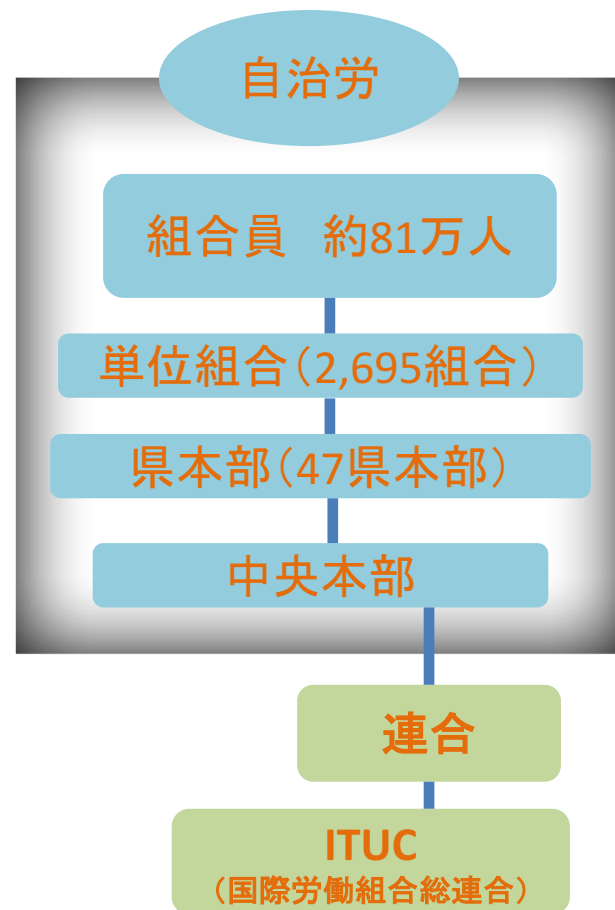 自治労
組合員　約81万人
単位組合（2,695組合）
県本部（47県本部）
中央本部
連合
ITUC
（国際労働組合総連合）